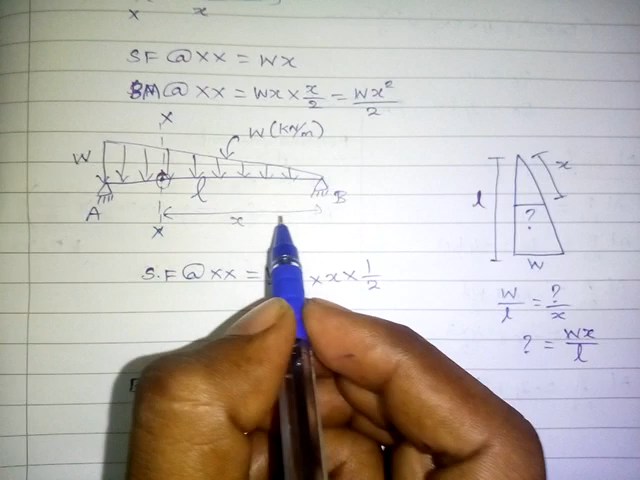 x x
SF @ xx = wx
BM @ xx = wx × x/2 = wx²/2
x
w(kN/m)
w
l
A B
x
x
S.F @ xx = × x × 1/2
x
l
?
w
w/l = ?/x
? = wx/l